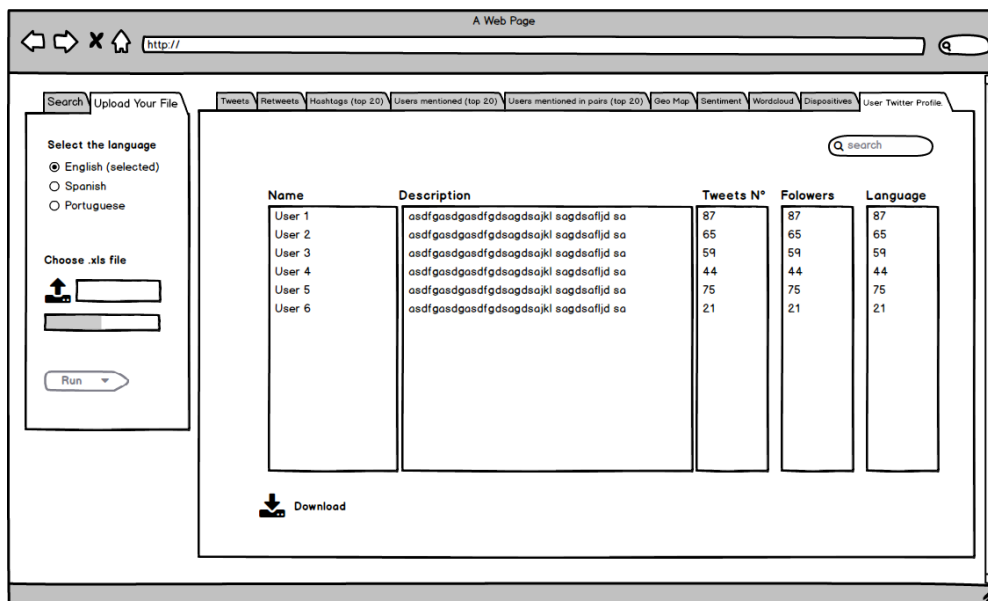 A Web Page
http://
Search Upload Your File
Tweets Retweets Hashtags (top 20) Users mentioned (top 20) Users mentioned in pairs (top 20) Geo Map Sentiment Wordcloud Dispositives User Twitter Profile.
Select the language
English (selected)
Spanish
Portuguese
Choose .xls file
Run
search
Name Description Tweets N° Folowers Language
User 1 asdfgasdgasdfgdsagdsajkl sagdsafljd sa 87 87 87
User 2 asdfgasdgasdfgdsagdsajkl sagdsafljd sa 65 65 65
User 3 asdfgasdgasdfgdsagdsajkl sagdsafljd sa 59 59 59
User 4 asdfgasdgasdfgdsagdsajkl sagdsafljd sa 44 44 44
User 5 asdfgasdgasdfgdsagdsajkl sagdsafljd sa 75 75 75
User 6 asdfgasdgasdfgdsagdsajkl sagdsafljd sa 21 21 21
Download